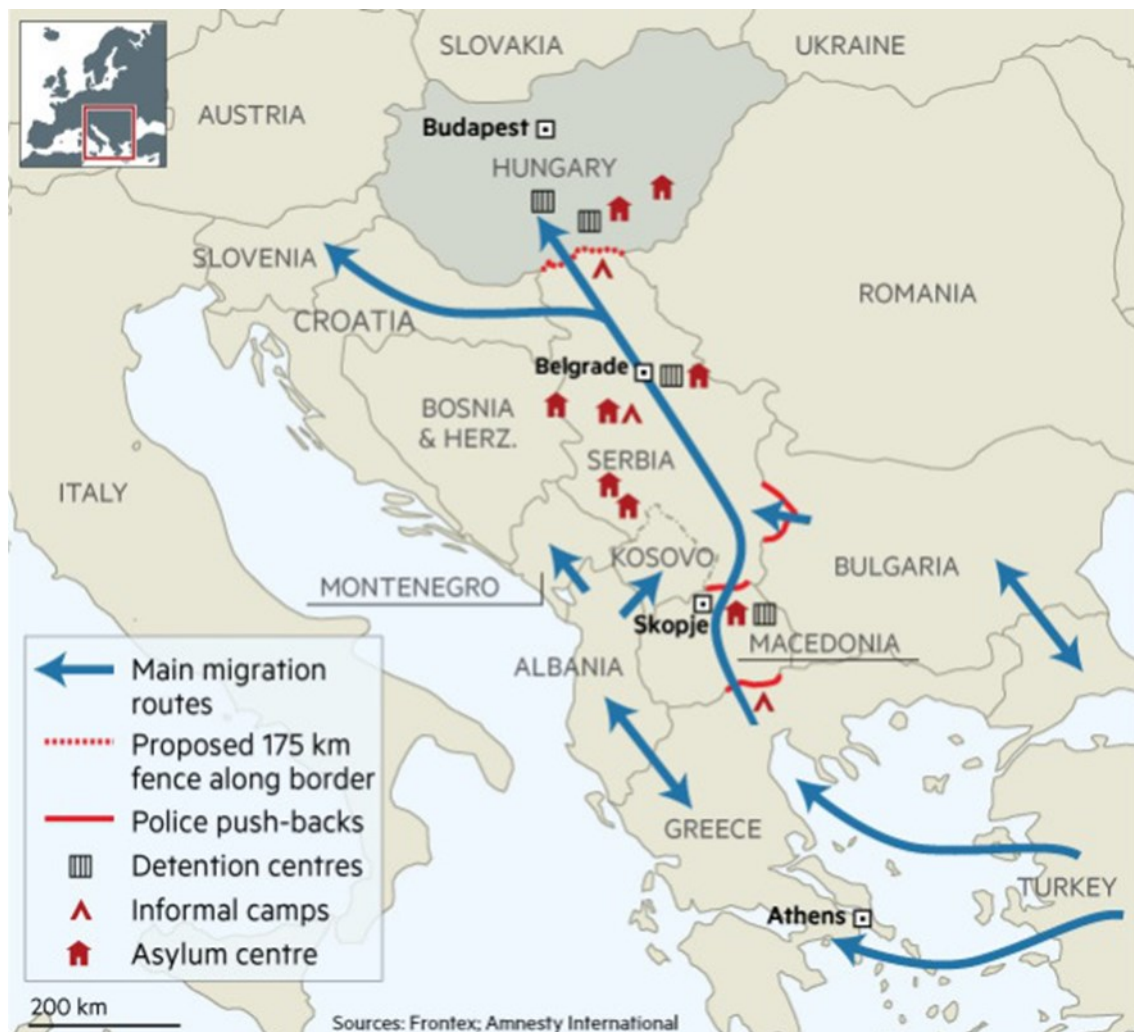 SLOVAKIA
UKRAINE
AUSTRIA
Budapest
HUNGARY
SLOVENIA
ROMANIA
CROATIA
Belgrade
BOSNIA
& HERZ.
SERBIA
ITALY
KOSOVO
BULGARIA
MONTENEGRO
Skopje
MACEDONIA
ALBANIA
GREECE
TURKEY
Athens
Main migration
routes
Proposed 175 km
fence along border
Police push-backs
Detention centres
Informal camps
Asylum centre
200 km
Sources: Frontex; Amnesty International